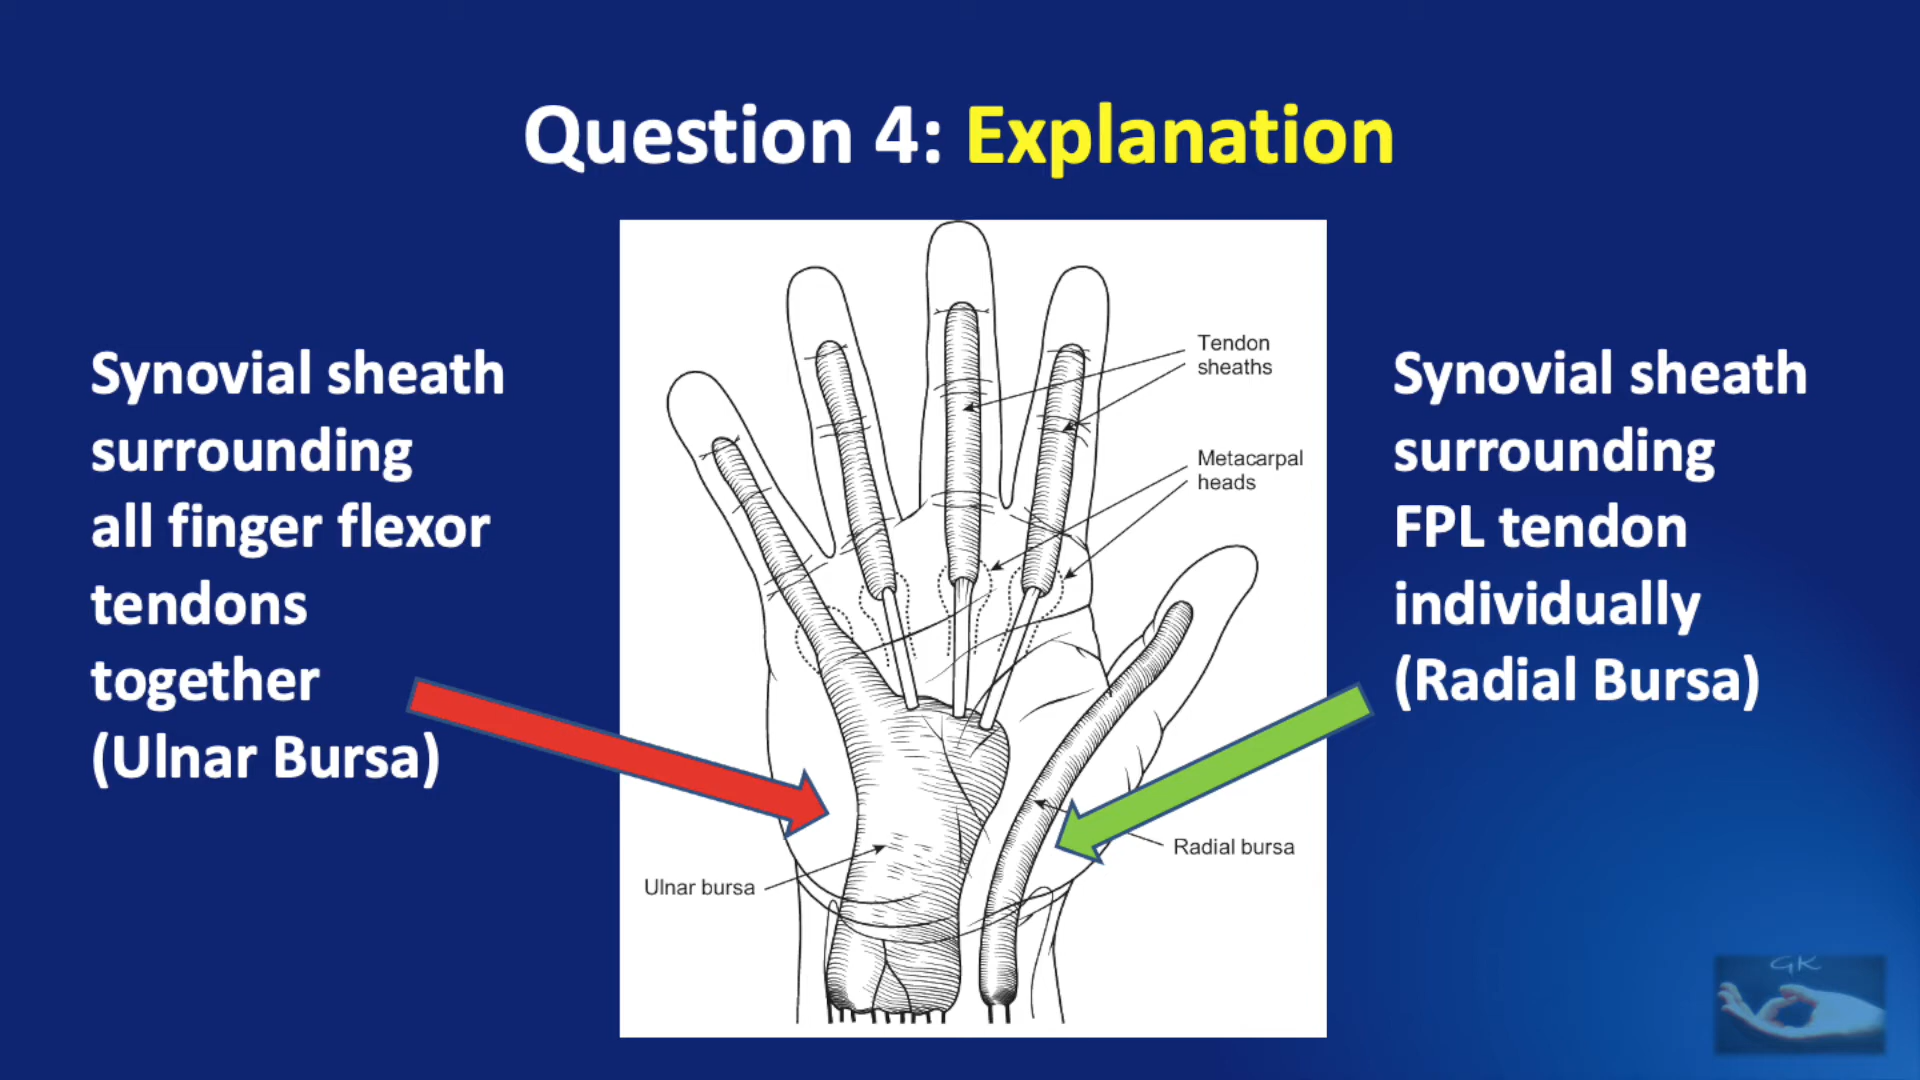 Question 4: Explanation
Synovial sheath
surrounding
all finger flexor
tendons
together
(Ulnar Bursa)
Tendon
sheaths
Metacarpal
heads
Radial bursa
Ulnar bursa
Synovial sheath
surrounding
FPL tendon
individually
(Radial Bursa)
GK